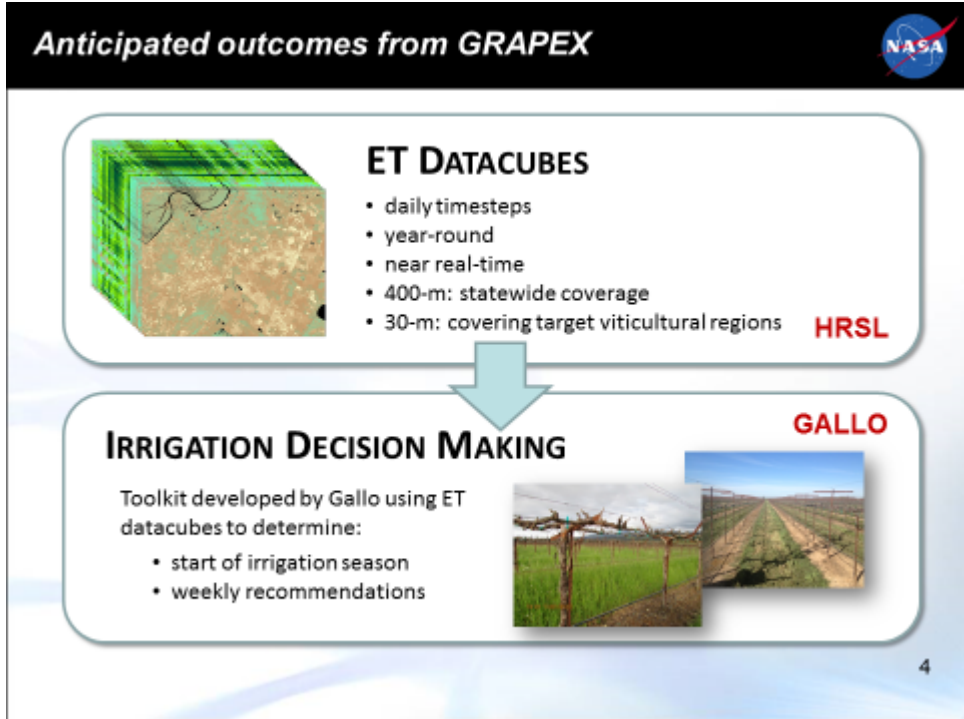 Anticipated outcomes from GRAPEX
NASA
ET DATACUBES
• daily timesteps
• year-round
• near real-time
• 400-m: statewide coverage
• 30-m: covering target viticultural regions
HRSL
GALLO
IRRIGATION DECISION MAKING
Toolkit developed by Gallo using ET
datacubes to determine:
• start of irrigation season
• weekly recommendations
4